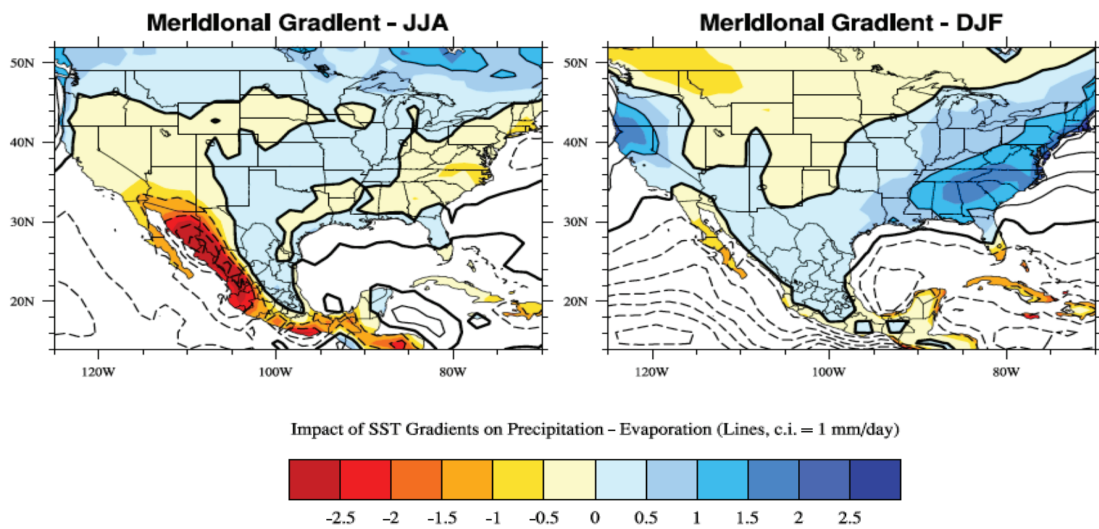 Meridional Gradient - JJA
Meridional Gradient - DJF
50N
40N
30N
20N
120W
100W
80W
50N
40N
30N
20N
120W
100W
80W
Impact of SST Gradients on Precipitation - Evaporation (Lines, c.i. = 1 mm/day)
-2.5 -2 -1.5 -1 -0.5 0 0.5 1 1.5 2 2.5